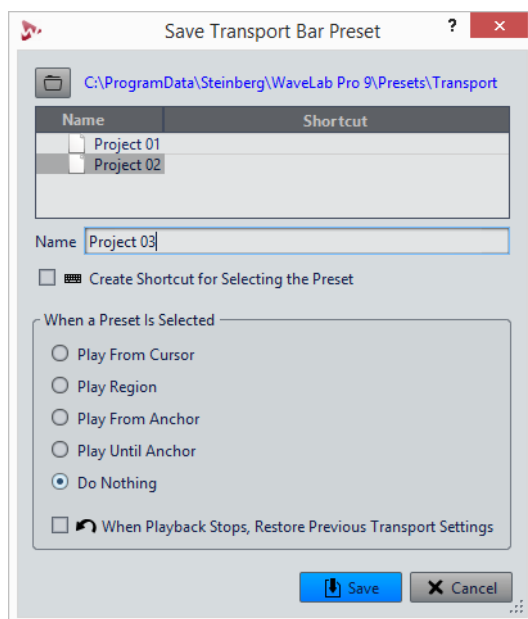 Save Transport Bar Preset ?
C:\ProgramData\Steinberg\WaveLab Pro 9\Presets\Transport
Name Shortcut
Project 01
Project 02
Name Project 03
Create Shortcut for Selecting the Preset
When a Preset Is Selected
Play From Cursor
Play Region
Play From Anchor
Play Until Anchor
Do Nothing
When Playback Stops, Restore Previous Transport Settings
Save Cancel